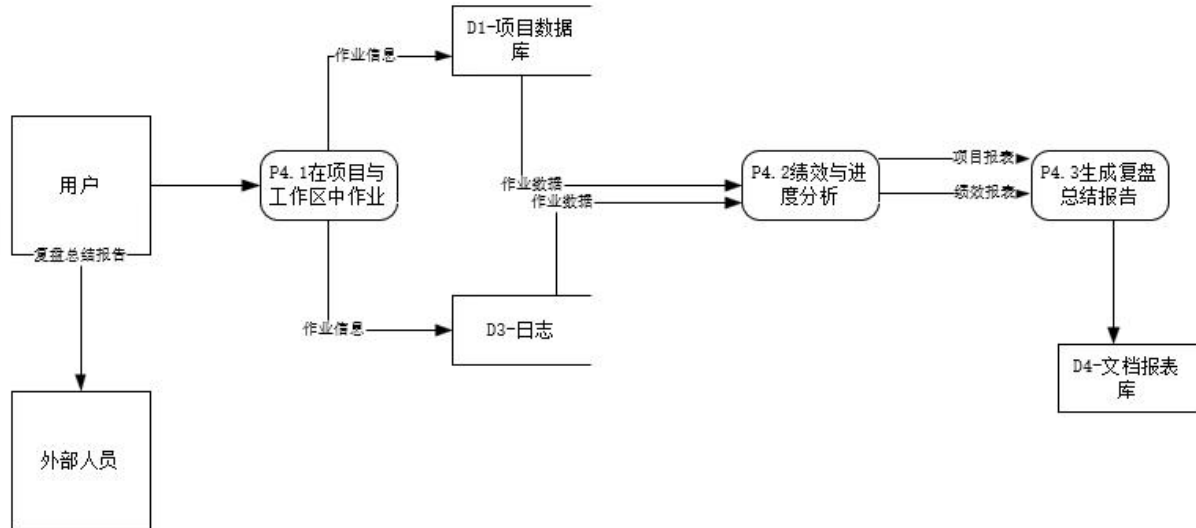 D1-项目数据
库
作业信息
用户
P4.1在项目与
工作区中作业
作业数据
作业数据
P4.2绩效与进
度分析
项目报表
绩效报表
P4.3生成复盘
总结报告
复盘总结报告
作业信息
D3-日志
D4-文档报表
库
外部人员